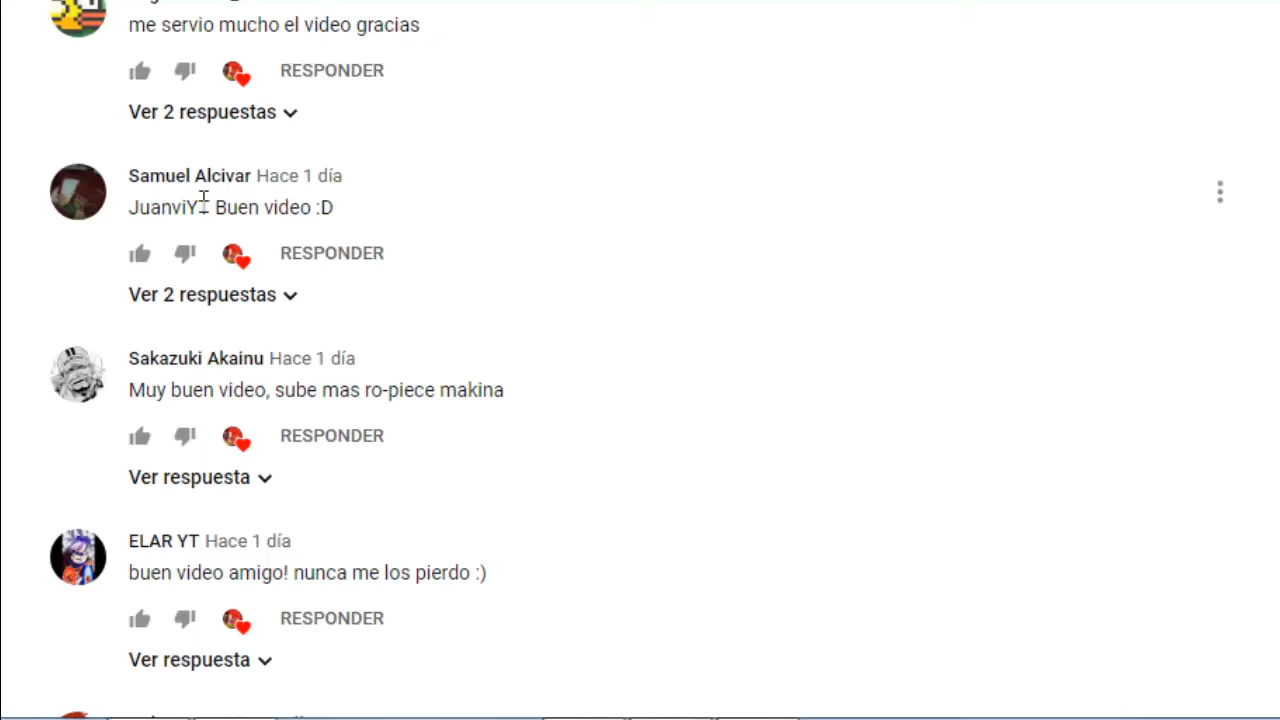 me servio mucho el video gracias
RESPONDER
Ver 2 respuestas
Samuel Alcivar Hace 1 día
Buen video :D
RESPONDER
Ver 2 respuestas
Sakazuki Akainu Hace 1 día
Muy buen video, sube mas ro-piece makina
RESPONDER
Ver respuesta
ELAR YT Hace 1 día
buen video amigo! nunca me los pierdo :)
RESPONDER
Ver respuesta